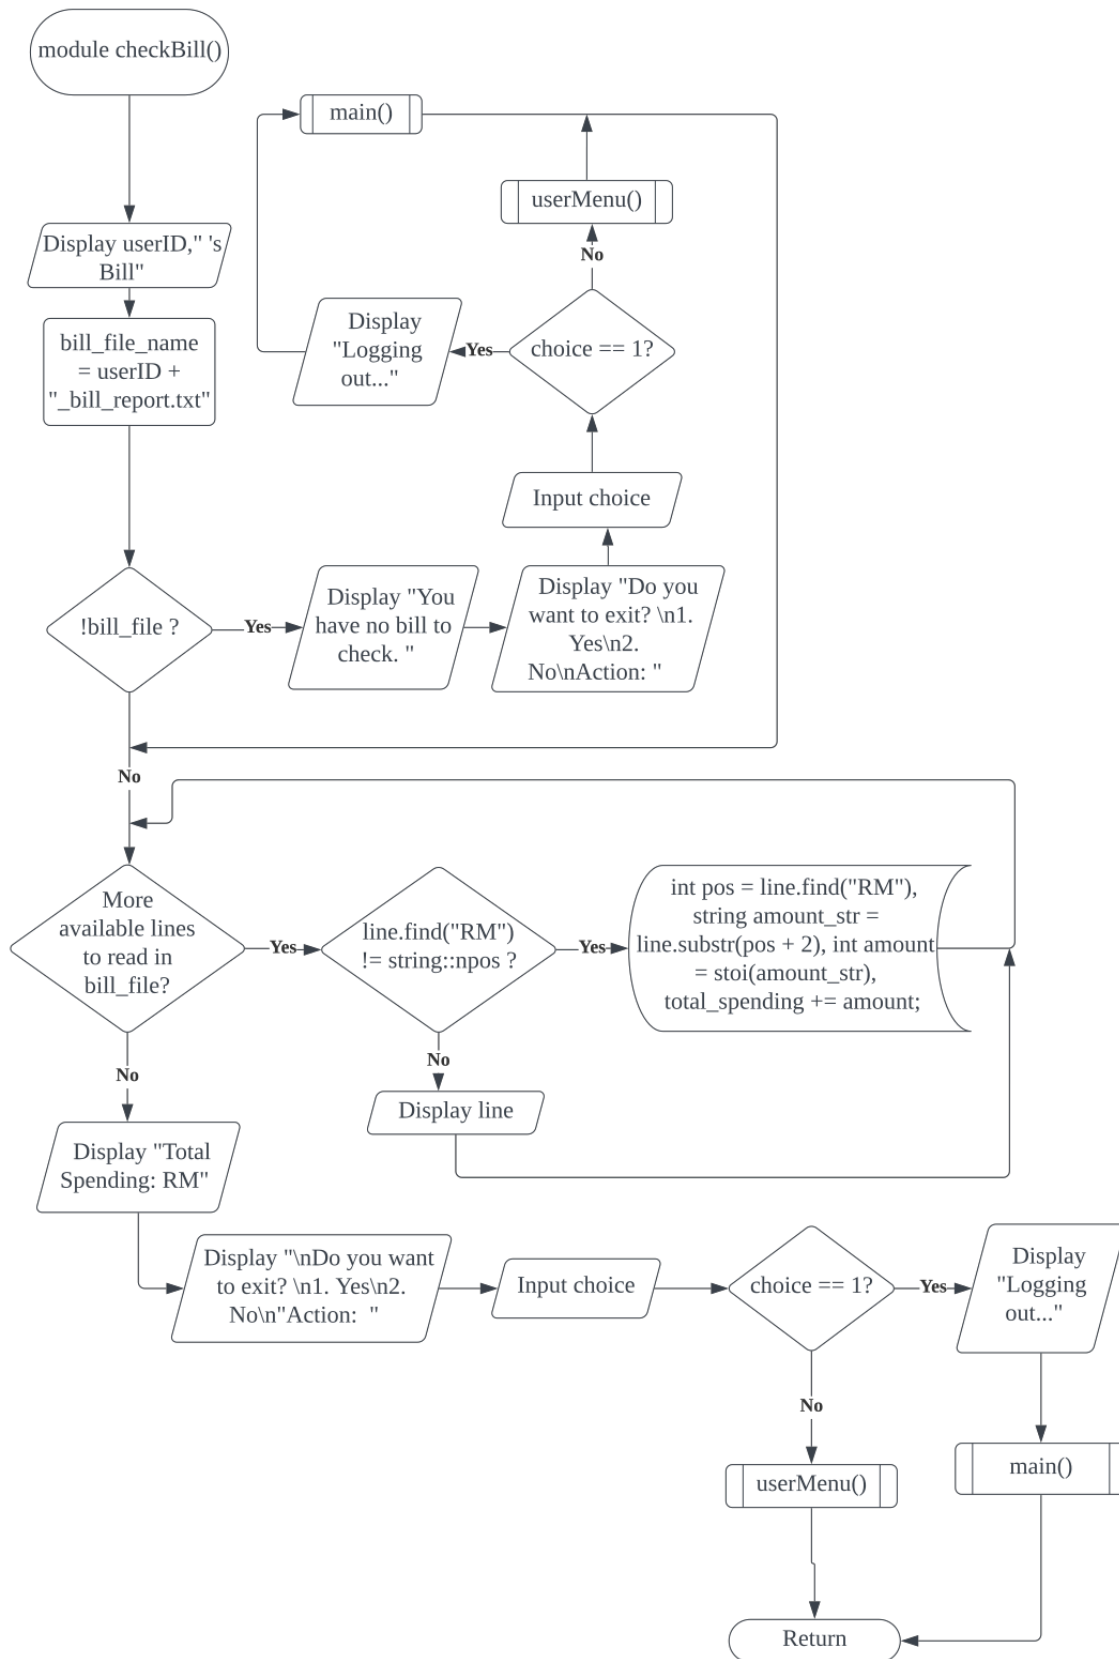 module checkBill()
main()
userMenu()
Display userID," 's
Bill"
No
bill_file_name
= userID +
"_bill_report.txt"
Display
"Logging
out..."
Yes
choice == 1?
Input choice
!bill_file ?
Yes
Display "You
have no bill to
check. "
Display "Do you
want to exit? \n1.
Yes\n2.
No\nAction: "
No
More
available lines
to read in
bill_file?
Yes
line.find("RM")
!= string::npos ?
Yes
int pos = line.find("RM"),
string amount_str =
line.substr(pos + 2), int amount
= stoi(amount_str),
total_spending += amount;
No
No
Display line
Display "Total
Spending: RM"
Display "\nDo you want
to exit? \n1. Yes\n2.
No\n"Action:  "
Input choice
choice == 1?
Yes
Display
"Logging
out..."
No
userMenu()
main()
Return